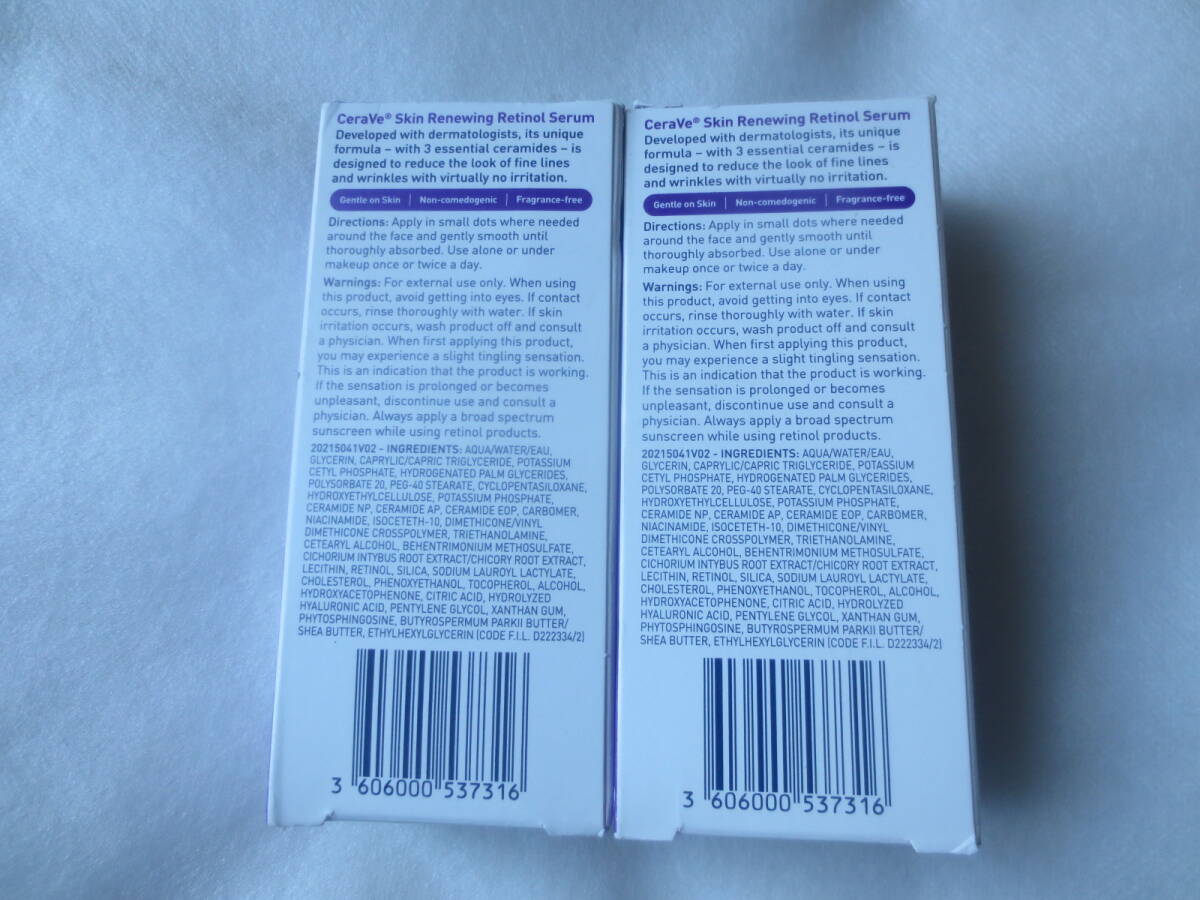 CeraVe® Skin Renewing Retinol Serum
Developed with dermatologists, its unique
formula – with 3 essential ceramides – is
designed to reduce the look of fine lines
and wrinkles with virtually no irritation.
Gentle on Skin | Non-comedogenic | Fragrance-free
Directions: Apply in small dots where needed
around the face and gently smooth until
thoroughly absorbed. Use alone or under
makeup once or twice a day.
Warnings: For external use only. When using
this product, avoid getting into eyes. If contact
occurs, rinse thoroughly with water. If skin
irritation occurs, wash product off and consult
a physician. When first applying this product,
you may experience a slight tingling sensation.
This is an indication that the product is working.
If the sensation is prolonged or becomes
unpleasant, discontinue use and consult a
physician. Always apply a broad spectrum
sunscreen while using retinol products.
20215041V02 - INGREDIENTS: AQUA/WATER/EAU,
GLYCERIN, CAPRYLIC/CAPRIC TRIGLYCERIDE, POTASSIUM
CETYL PHOSPHATE, HYDROGENATED PALM GLYCERIDES,
POLYSORBATE 20, PEG-40 STEARATE, CYCLOPENTASILOXANE,
HYDROXYETHYLCELLULOSE, POTASSIUM PHOSPHATE,
CERAMIDE NP, CERAMIDE AP, CERAMIDE EOP, CARBOMER,
NIACINAMIDE, ISOCETETH-10, DIMETHICONE/VINYL
DIMETHICONE CROSSPOLYMER, TRIETHANOLAMINE,
CETEARYL ALCOHOL, BEHENTRIMONIUM METHOSULFATE,
CICHORIUM INTYBUS ROOT EXTRACT/CHICORY ROOT EXTRACT,
LECITHIN, RETINOL, SILICA, SODIUM LAUROYL LACTYLATE,
CHOLESTEROL, PHENOXYETHANOL, TOCOPHEROL, ALCOHOL,
HYDROXYACETOPHENONE, CITRIC ACID, HYDROLYZED
HYALURONIC ACID, PENTYLENE GLYCOL, XANTHAN GUM,
PHYTOSPHINGOSINE, BUTYROSPERMUM PARKII BUTTER/
SHEA BUTTER, ETHYLHEXYLGLYCERIN (CODE F.I.L. D222334/2)
3 606000 537316
CeraVe® Skin Renewing Retinol Serum
Developed with dermatologists, its unique
formula – with 3 essential ceramides – is
designed to reduce the look of fine lines
and wrinkles with virtually no irritation.
Gentle on Skin | Non-comedogenic | Fragrance-free
Directions: Apply in small dots where needed
around the face and gently smooth until
thoroughly absorbed. Use alone or under
makeup once or twice a day.
Warnings: For external use only. When using
this product, avoid getting into eyes. If contact
occurs, rinse thoroughly with water. If skin
irritation occurs, wash product off and consult
a physician. When first applying this product,
you may experience a slight tingling sensation.
This is an indication that the product is working.
If the sensation is prolonged or becomes
unpleasant, discontinue use and consult a
physician. Always apply a broad spectrum
sunscreen while using retinol products.
20215041V02 - INGREDIENTS: AQUA/WATER/EAU,
GLYCERIN, CAPRYLIC/CAPRIC TRIGLYCERIDE, POTASSIUM
CETYL PHOSPHATE, HYDROGENATED PALM GLYCERIDES,
POLYSORBATE 20, PEG-40 STEARATE, CYCLOPENTASILOXANE,
HYDROXYETHYLCELLULOSE, POTASSIUM PHOSPHATE,
CERAMIDE NP, CERAMIDE AP, CERAMIDE EOP, CARBOMER,
NIACINAMIDE, ISOCETETH-10, DIMETHICONE/VINYL
DIMETHICONE CROSSPOLYMER, TRIETHANOLAMINE,
CETEARYL ALCOHOL, BEHENTRIMONIUM METHOSULFATE,
CICHORIUM INTYBUS ROOT EXTRACT/CHICORY ROOT EXTRACT,
LECITHIN, RETINOL, SILICA, SODIUM LAUROYL LACTYLATE,
CHOLESTEROL, PHENOXYETHANOL, TOCOPHEROL, ALCOHOL,
HYDROXYACETOPHENONE, CITRIC ACID, HYDROLYZED
HYALURONIC ACID, PENTYLENE GLYCOL, XANTHAN GUM,
PHYTOSPHINGOSINE, BUTYROSPERMUM PARKII BUTTER/
SHEA BUTTER, ETHYLHEXYLGLYCERIN (CODE F.I.L. D222334/2)
3 606000 537316